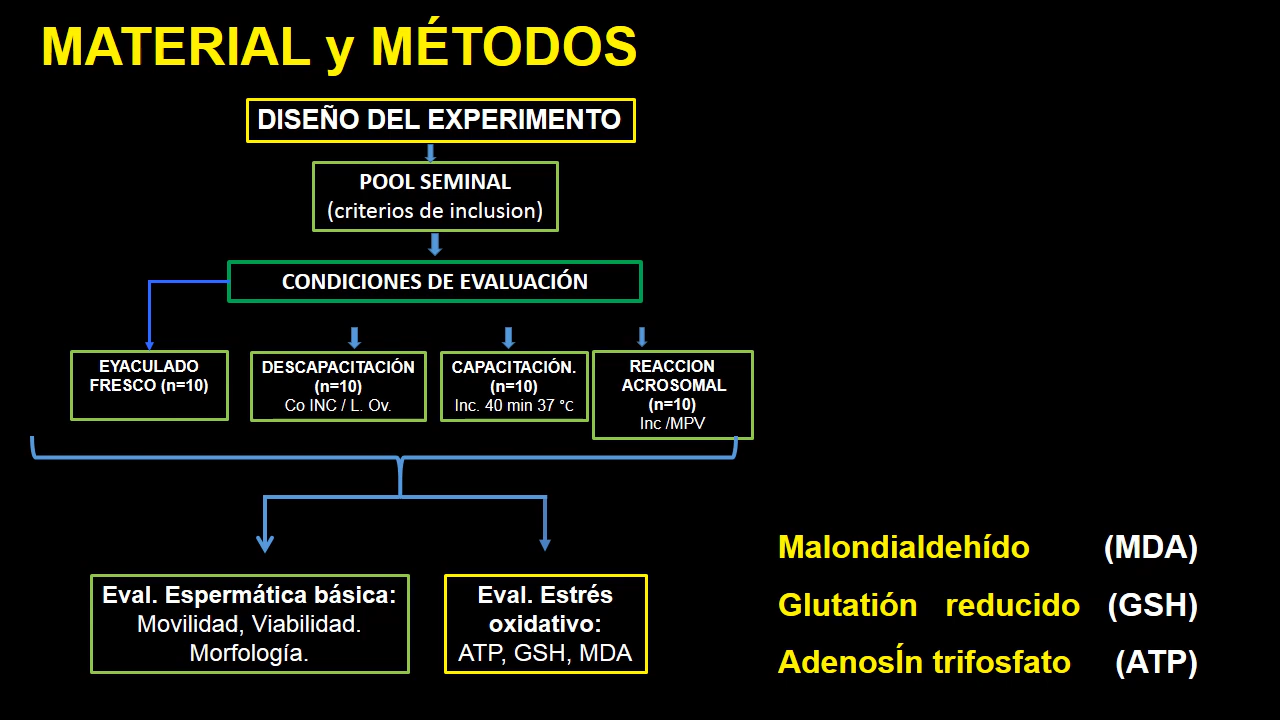 MATERIAL y MÉTODOS
DISEÑO DEL EXPERIMENTO
POOL SEMINAL
(criterios de inclusion)
CONDICIONES DE EVALUACIÓN
EYACULADO
FRESCO (n=10)
DESCAPACITACIÓN
(n=10)
Co INC / L. Ov.
CAPACITACIÓN.
(n=10)
Inc. 40 min 37 °C
REACCION
ACROSOMAL
(n=10)
Inc /MPV
Eval. Espermática básica:
Movilidad, Viabilidad.
Morfología.
Eval. Estrés
oxidativo:
ATP, GSH, MDA
Malondialdehído (MDA)
Glutatión reducido (GSH)
AdenosÍn trifosfato (ATP)